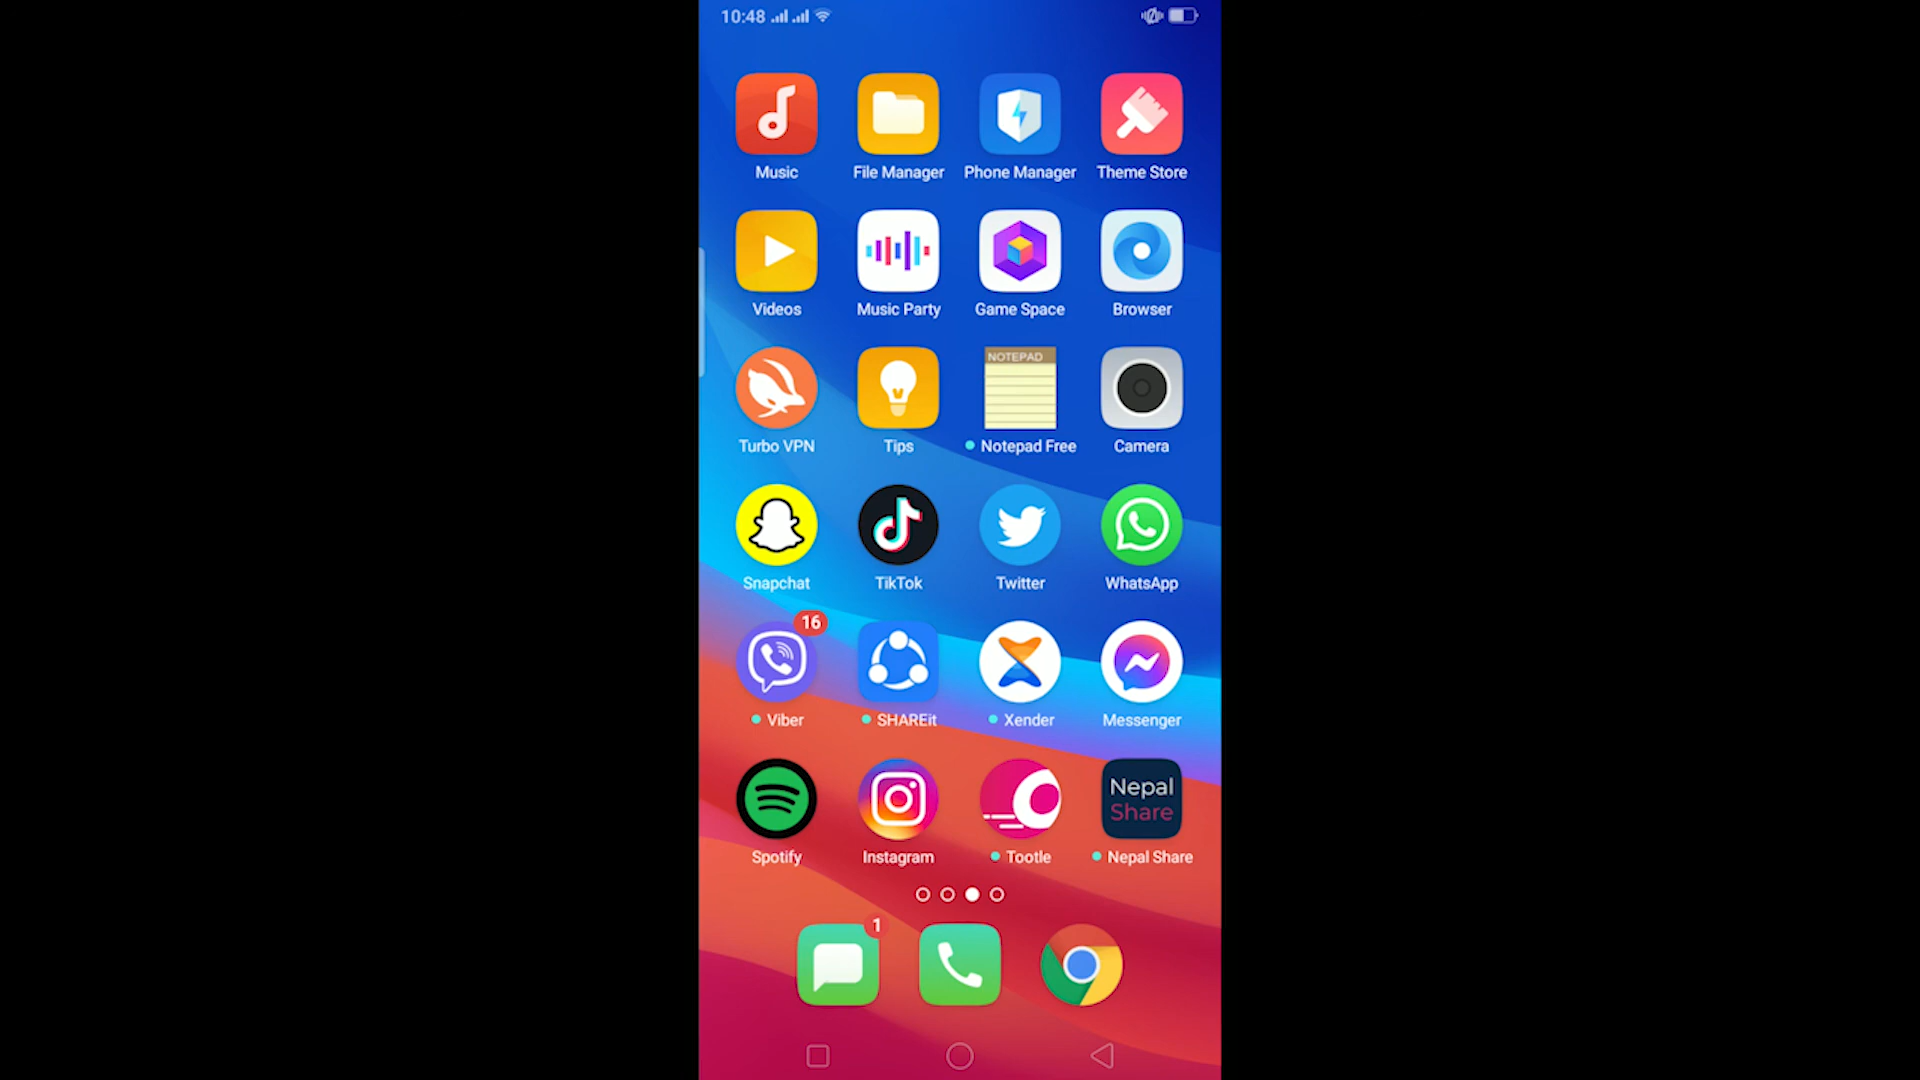 10:48
Music File Manager Phone Manager Theme Store
Videos Music Party Game Space Browser
NOTEPAD
Turbo VPN Tips Notepad Free Camera
Snapchat TikTok Twitter WhatsApp
16
Viber SHAREit Xender Messenger
Nepal
Share
Spotify Instagram Tootle Nepal Share
1